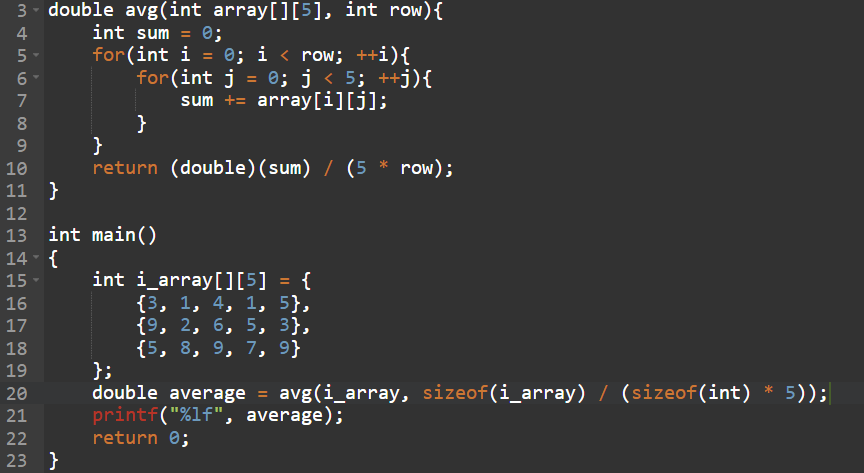 3 double avg(int array[][5], int row){
4     int sum = 0;
5     for(int i = 0; i < row; ++i){
6         for(int j = 0; j < 5; ++j){
7             sum += array[i][j];
8         }
9     }
10     return (double)(sum) / (5 * row);
11 }
12
13 int main()
14 {
15     int i_array[][5] = {
16         {3, 1, 4, 1, 5},
17         {9, 2, 6, 5, 3},
18         {5, 8, 9, 7, 9}
19     };
20     double average = avg(i_array, sizeof(i_array) / (sizeof(int) * 5));
21     printf("%lf", average);
22     return 0;
23 }